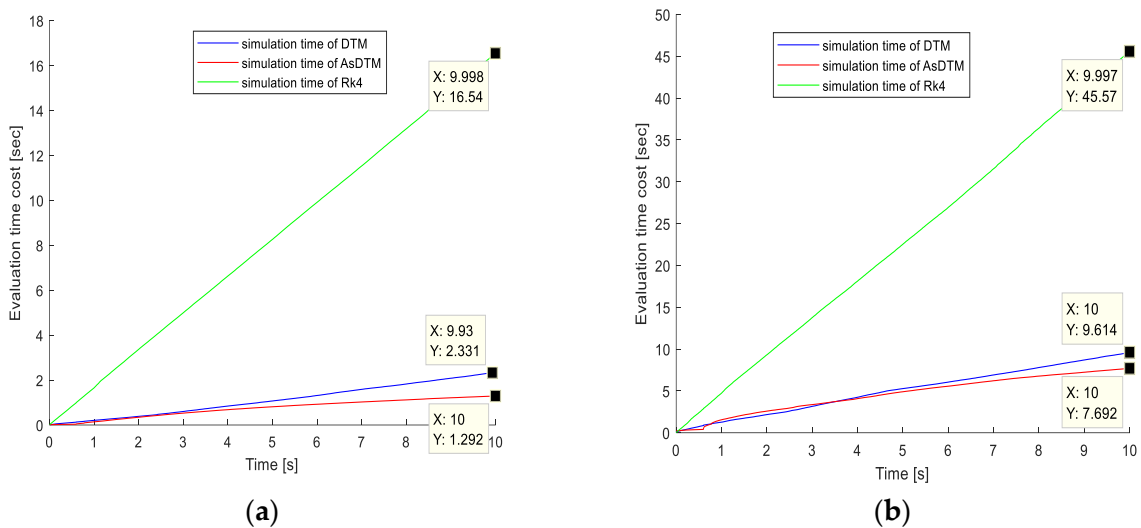 18
16
14
12
10
8
6
4
2
0
Evaluation time cost [sec]
simulation time of DTM
simulation time of AsDTM
simulation time of Rk4
X: 9.998
Y: 16.54
X: 9.93
Y: 2.331
X: 10
Y: 1.292
0 1 2 3 4 5 6 7 8 9 10
Time [s]
(a)
50
45
40
35
30
25
20
15
10
5
0
Evaluation time cost [sec]
simulation time of DTM
simulation time of AsDTM
simulation time of Rk4
X: 9.997
Y: 45.57
X: 10
Y: 9.614
X: 10
Y: 7.692
0 1 2 3 4 5 6 7 8 9 10
Time [s]
(b)